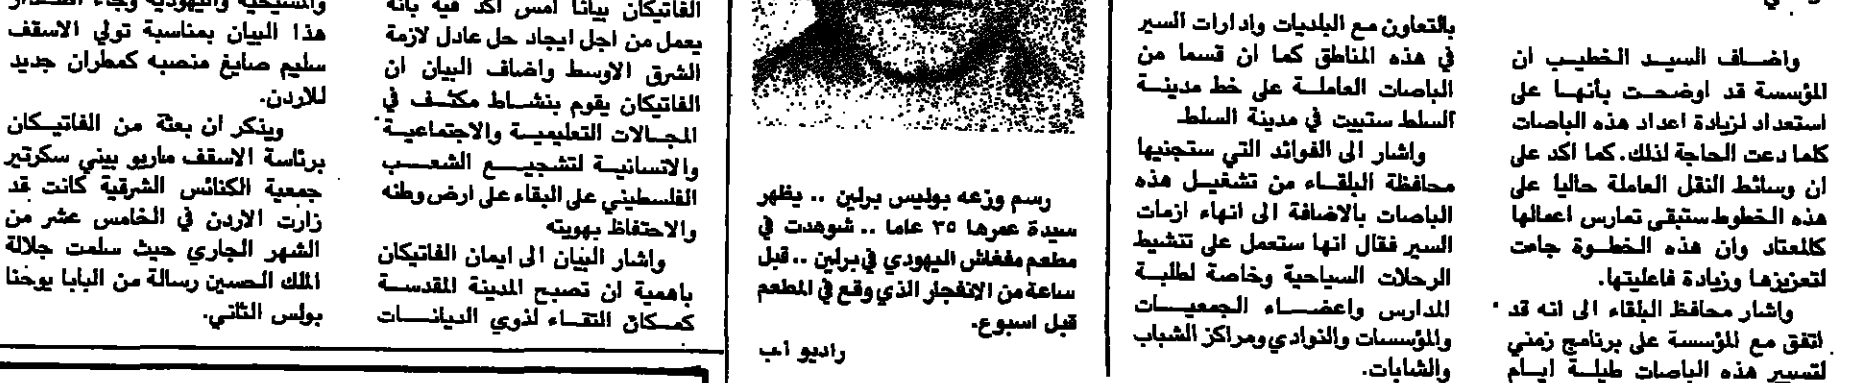 واضاف السيد الخطيب ان
المؤسسة قد اوضحت بأنها على
استعداد لزيادة اعداد هذه الباصات
كلما دعت الحاجة لذلك. كما اكد على
ان وسائط النقل العاملة حاليا على
هذه الخطوط ستبقى تمارس اعمالها
كالمعتاد وان هذه الخطوة جاءت
لتعزيزها وزيادة فاعليتها.
واشار محافظ البلقاء الى انه قد
اتفق مع المؤسسة على برنامج زمني
لتسيير هذه الباصات طيلة ايام
بالتعاون مع البلديات وادارات السير
في هذه المناطق كما ان قسما من
الباصات العاملة على خط مدينة
السلط ستبيت في مدينة السلط.
واشار الى الفوائد التي ستجنيها
محافظة البلقاء من تشغيل هذه
الباصات بالاضافة الى انهاء ازمات
السير فقال انها ستعمل على تنشيط
الرحلات السياحية وخاصة لطلبة
المدارس واعضاء الجمعيات
والمؤسسات والنوادي ومراكز الشباب
والشابات.
رسم وزعه بوليس برلين .. يظهر
سيدة عمرها ٣٥ عاما .. شوهدت في
مطعم مفغاش اليهودي في برلين .. قبل
ساعة من الانفجار الذي وقع في المطعم
قبل اسبوع.
راديو أ.ب
الفاتيكان بيانا امس اكد فيه بأنه
يعمل من اجل ايجاد حل عادل لازمة
الشرق الاوسط واضاف البيان ان
الفاتيكان يقوم بنشاط مكثف في
المجالات التعليمية والاجتماعية
والانسانية لتشجيع الشعب
الفلسطيني على البقاء على ارض وطنه
والاحتفاظ بهويته
واشار البيان الى ايمان الفاتيكان
باهمية ان تصبح المدينة المقدسة
كمكان التقاء لذوي الديانات
والمسيحية واليهودية وجاء
هذا البيان بمناسبة تولي الاسقف
سليم صايغ منصبه كمطران جديد
للاردن.
ويذكر ان بعثة من الفاتيكان
برئاسة الاسقف ماريو بيني سكرتير
جمعية الكنائس الشرقية كانت قد
زارت الاردن في الخامس عشر من
الشهر الجاري حيث سلمت جلالة
الملك الحسين رسالة من البابا يوحنا
بولس الثاني.